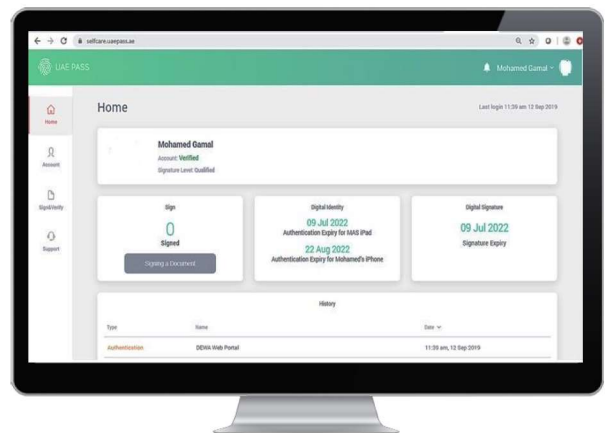 selfcare.uaepass.ae
UAE PASS
Mohamed Gamal
Home
Last login 11:39 am 12 Sep 2019
Home
Account
Sign&Verify
Support
Mohamed Gamal
Account: Verified
Signature Level: Qualified
Sign
0
Signed
Signing a Document
Digital Identity
09 Jul 2022
Authentication Expiry for MAS iPad
22 Aug 2022
Authentication Expiry for Mohamed's iPhone
Digital Signature
09 Jul 2022
Signature Expiry
History
Type Name Date
Authentication DEWA Web Portal 11:39 am, 12 Sep 2019